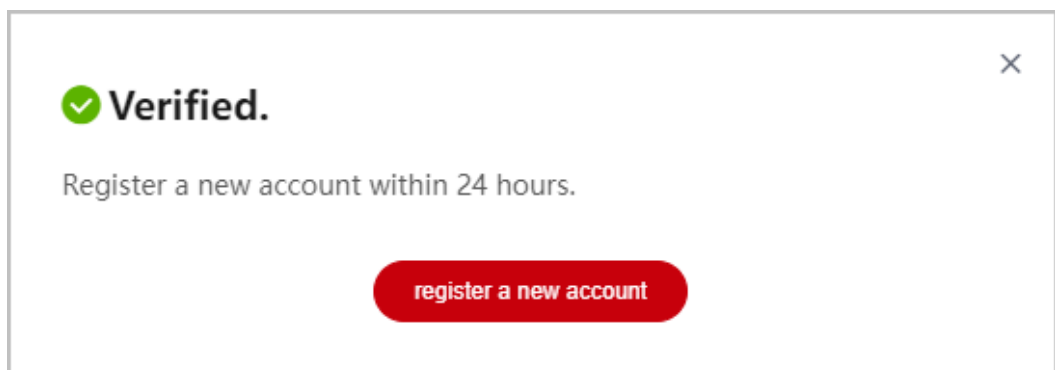 Verified.
Register a new account within 24 hours.
register a new account